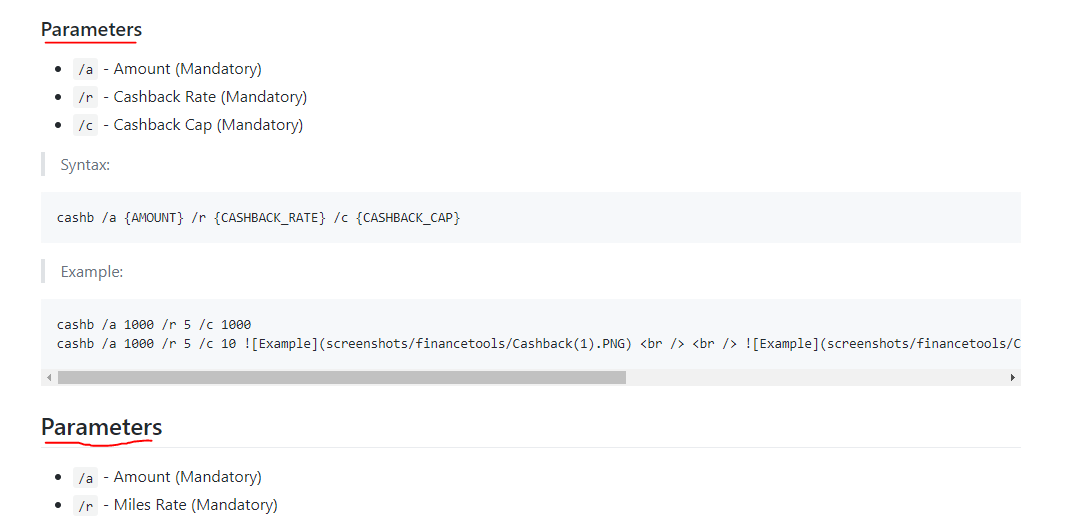 Parameters
/a - Amount (Mandatory)
/r - Cashback Rate (Mandatory)
/c - Cashback Cap (Mandatory)
Syntax:
cashb /a {AMOUNT} /r {CASHBACK_RATE} /c {CASHBACK_CAP}
Example:
cashb /a 1000 /r 5 /c 1000
cashb /a 1000 /r 5 /c 10 ![Example](screenshots/financetools/Cashback(1).PNG) <br /> <br /> ![Example](screenshots/financetools/C
Parameters
/a - Amount (Mandatory)
/r - Miles Rate (Mandatory)